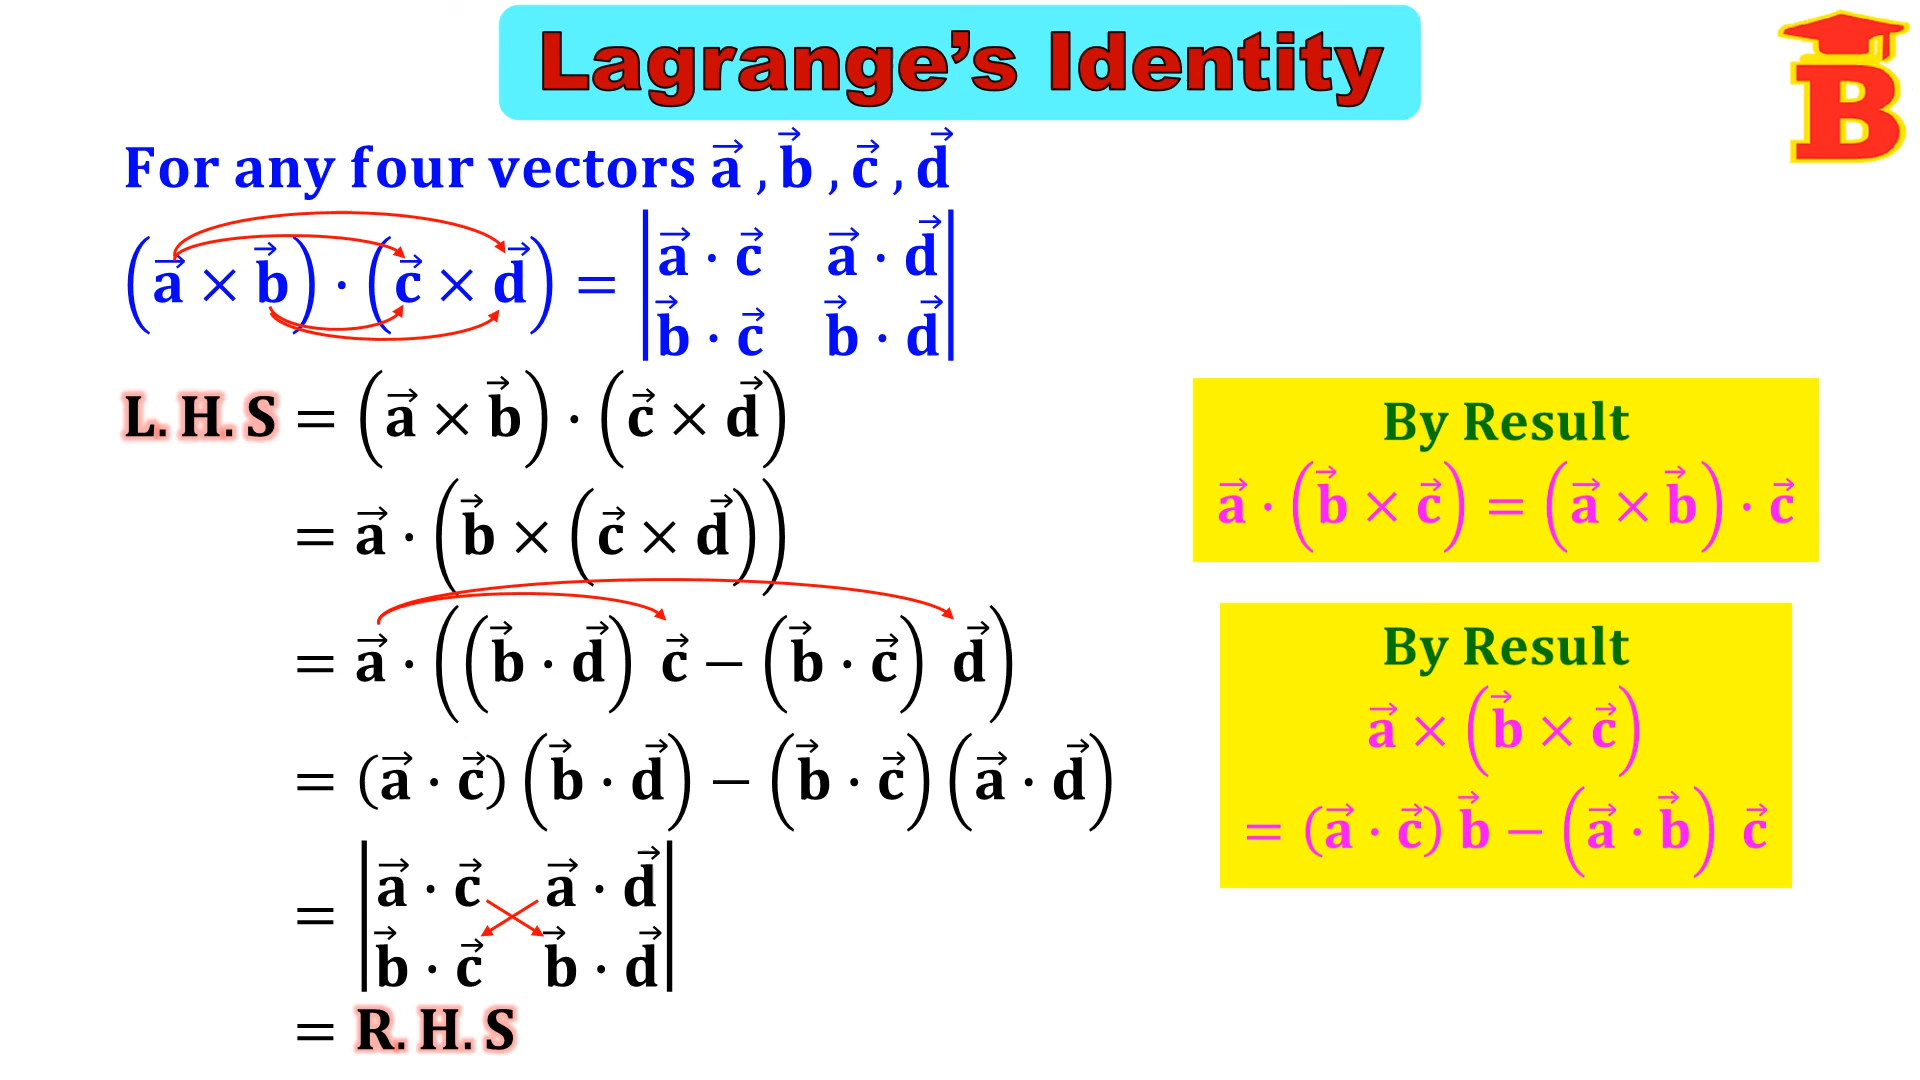 Lagrange's Identity
B
For any four vectors a⃗ , b⃗ , c⃗ , d⃗
(a⃗ × b⃗) · (c⃗ × d⃗) = |a⃗ · c⃗  a⃗ · d⃗|
|b⃗ · c⃗  b⃗ · d⃗|
L. H. S = (a⃗ × b⃗) · (c⃗ × d⃗)
= a⃗ · (b⃗ × (c⃗ × d⃗))
= a⃗ · ((b⃗ · d⃗) c⃗ − (b⃗ · c⃗) d⃗)
= (a⃗ · c⃗) (b⃗ · d⃗) − (b⃗ · c⃗) (a⃗ · d⃗)
= |a⃗ · c⃗  a⃗ · d⃗|
|b⃗ · c⃗  b⃗ · d⃗|
= R. H. S
By Result
a⃗ · (b⃗ × c⃗) = (a⃗ × b⃗) · c⃗
By Result
a⃗ × (b⃗ × c⃗)
= (a⃗ · c⃗) b⃗ − (a⃗ · b⃗) c⃗